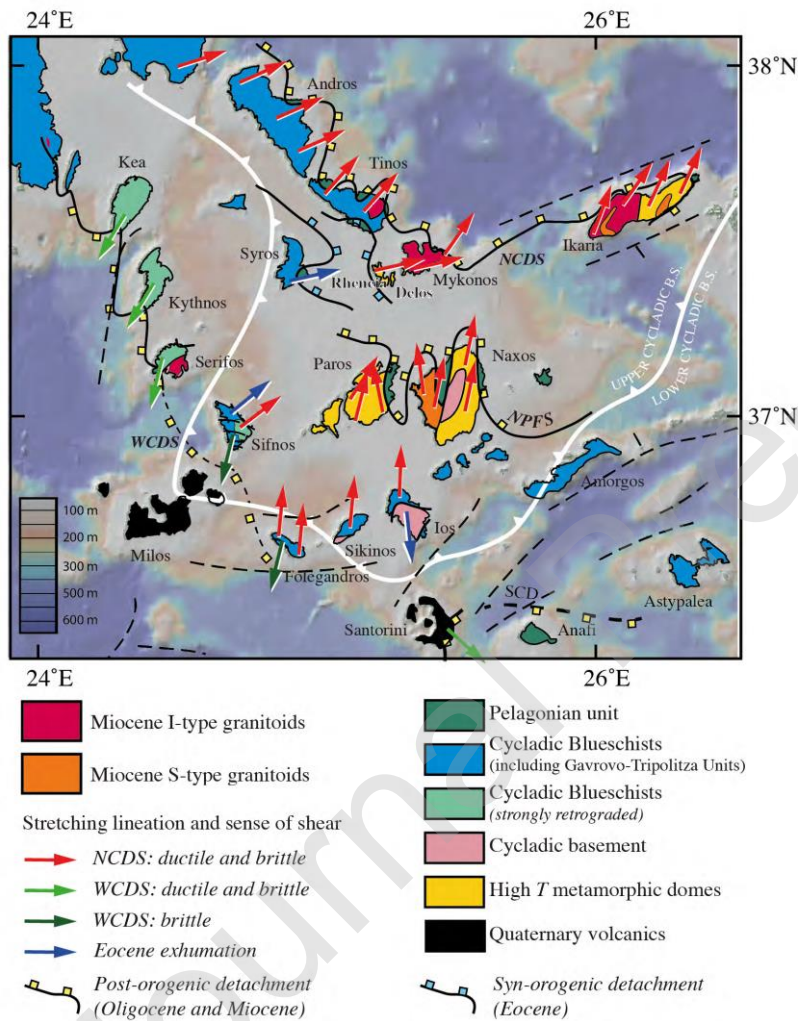 24°E
26°E
38°N
Andros
Kea
Tinos
Syros
Rheneia
Delos
Mykonos
NCDS
Ikaria
Kythnos
Serifos
Paros
Naxos
UPPER CYCLADIC B.S.
LOWER CYCLADIC B.S.
37°N
WCDS
Sifnos
NPFS
Amorgos
100 m
200 m
300 m
500 m
600 m
Milos
Ios
Sikinos
Folegandros
SCD
Astypalea
Santorini
Anafi
24°E
26°E
Miocene I-type granitoids
Miocene S-type granitoids
Stretching lineation and sense of shear
NCDS: ductile and brittle
WCDS: ductile and brittle
WCDS: brittle
Eocene exhumation
Post-orogenic detachment
(Oligocene and Miocene)
Pelagonian unit
Cycladic Blueschists
(including Gavrovo-Tripolitza Units)
Cycladic Blueschists
(strongly retrograded)
Cycladic basement
High T metamorphic domes
Quaternary volcanics
Syn-orogenic detachment
(Eocene)